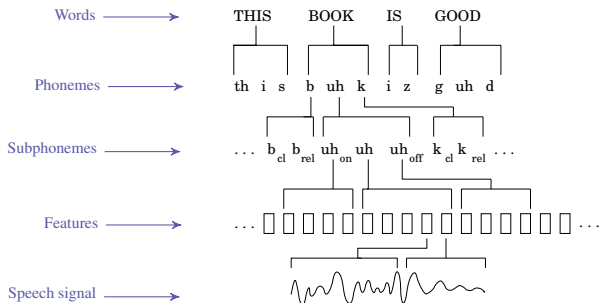 Words THIS BOOK IS GOOD
Phonemes th i s b uh k i z g uh d
Subphonemes . . . b cl b rel uh on uh uh off k cl k rel . . .
Features . . . . . .
Speech signal